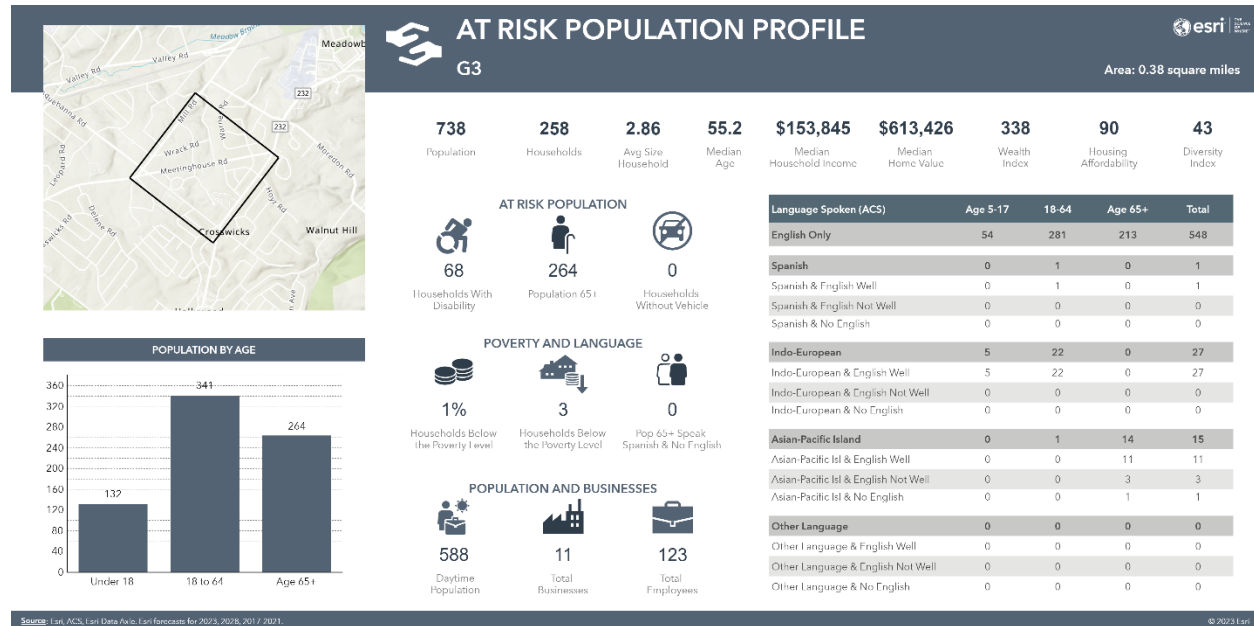 AT RISK POPULATION PROFILE
G3
esri
Area: 0.38 square miles
Meadow
Valley Rd
Valley Rd
Meadowb
232
232
Mill Rd
Wrack Rd
Meetinghouse Rd
Leopard Rd
Moredon Rd
Hoyt Rd
Delene Rd
Crosswicks
Walnut Hill
738
258
2.86
55.2
$153,845
$613,426
338
90
43
Population
Households
Avg Size
Household
Median
Age
Median
Household Income
Median
Home Value
Wealth
Index
Housing
Affordability
Diversity
Index
AT RISK POPULATION
68
264
0
Households With
Disability
Population 65+
Households
Without Vehicle
POVERTY AND LANGUAGE
1%
3
0
Households Below
the Poverty Level
Households Below
the Poverty Level
Pop 65+ Speak
Spanish & No English
POPULATION AND BUSINESSES
588
11
123
Daytime
Population
Total
Businesses
Total
Employees
POPULATION BY AGE
360
320
280
240
200
160
120
80
40
0
132
341
264
Under 18
18 to 64
Age 65+
Language Spoken (ACS) Age 5-17 18-64 Age 65+ Total
English Only 54 281 213 548
Spanish 0 1 0 1
Spanish & English Well 0 1 0 1
Spanish & English Not Well 0 0 0 0
Spanish & No English 0 0 0 0
Indo-European 5 22 0 27
Indo-European & English Well 5 22 0 27
Indo-European & English Not Well 0 0 0 0
Indo-European & No English 0 0 0 0
Asian-Pacific Island 0 1 14 15
Asian-Pacific Isl & English Well 0 0 11 11
Asian-Pacific Isl & English Not Well 0 0 3 3
Asian-Pacific Isl & No English 0 0 1 1
Other Language 0 0 0 0
Other Language & English Well 0 0 0 0
Other Language & English Not Well 0 0 0 0
Other Language & No English 0 0 0 0
Source: Esri, ACS, Esri-Data Axle. Esri forecasts for 2023, 2028, 2017-2021.
© 2023 Esri